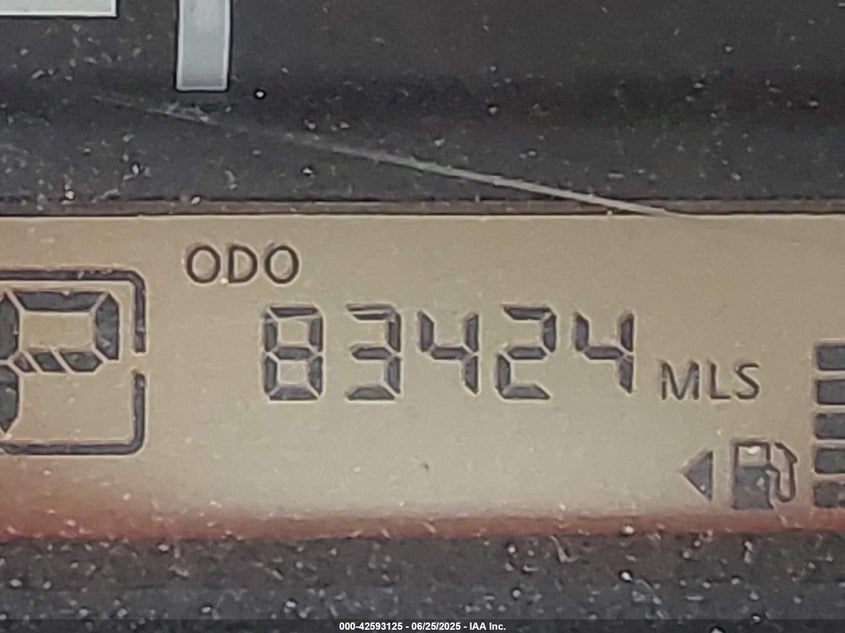 ODO
P
83424 MLS
000-42593125 - 06/25/2025 - IAA Inc.